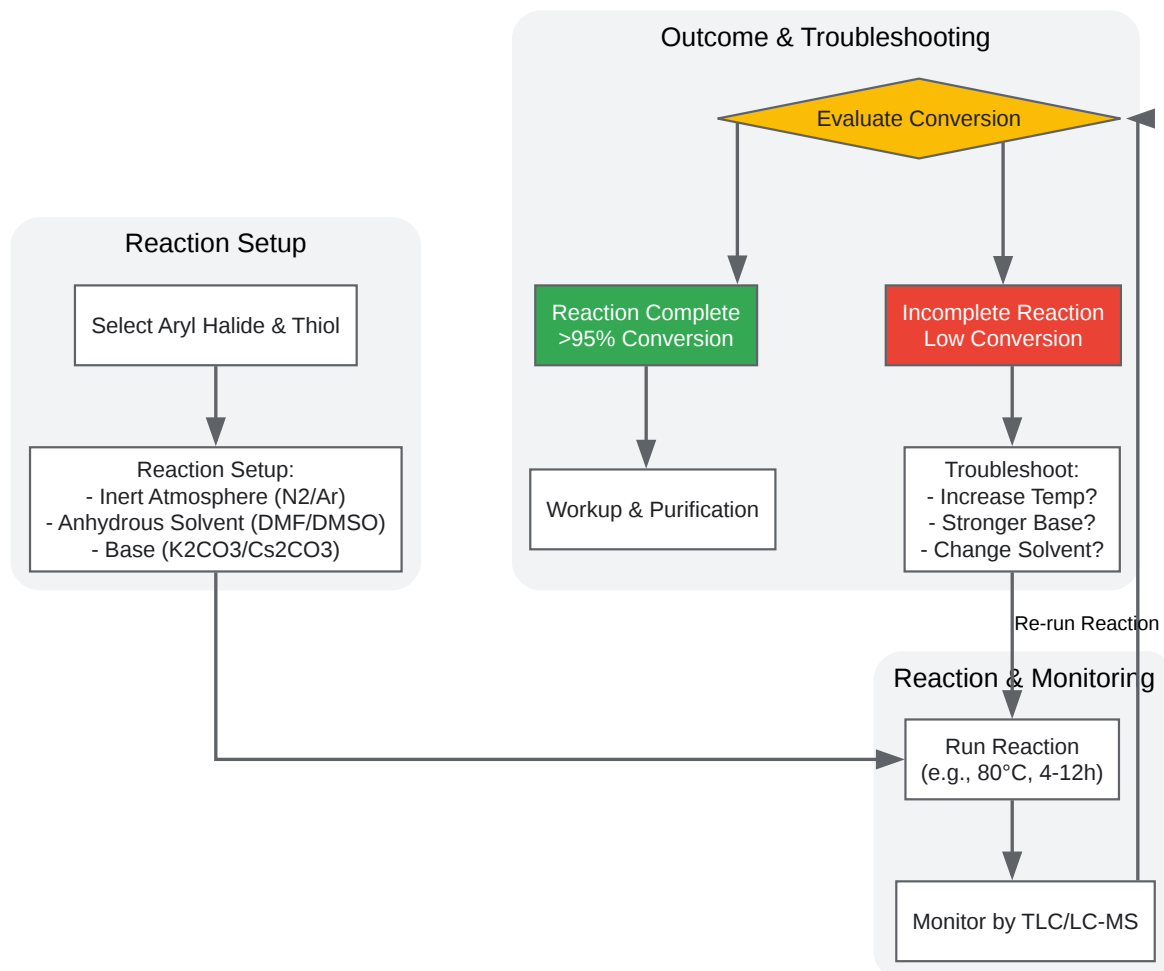 Outcome & Troubleshooting
Evaluate Conversion
Reaction Setup
Select Aryl Halide & Thiol
Reaction Complete
>95% Conversion
Incomplete Reaction
Low Conversion
Reaction Setup:
- Inert Atmosphere (N2/Ar)
- Anhydrous Solvent (DMF/DMSO)
- Base (K2CO3/Cs2CO3)
Workup & Purification
Troubleshoot:
- Increase Temp?
- Stronger Base?
- Change Solvent?
Re-run Reaction
Reaction & Monitoring
Run Reaction
(e.g., 80°C, 4-12h)
Monitor by TLC/LC-MS